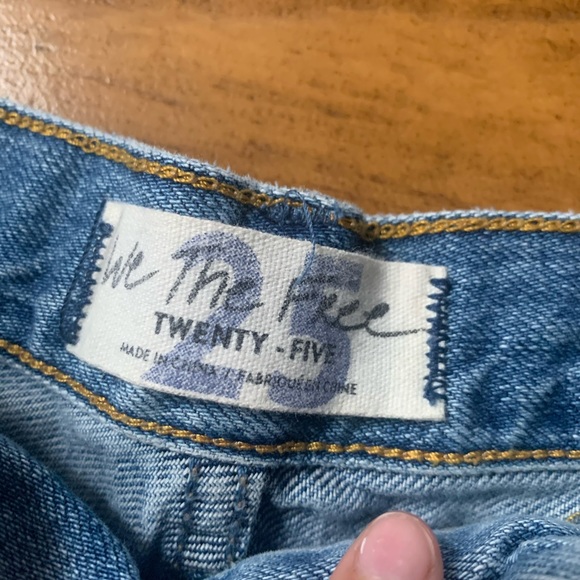 25
We The Free
TWENTY-FIVE
MADE IN CHINA / FABRIQUÉ EN CHINE